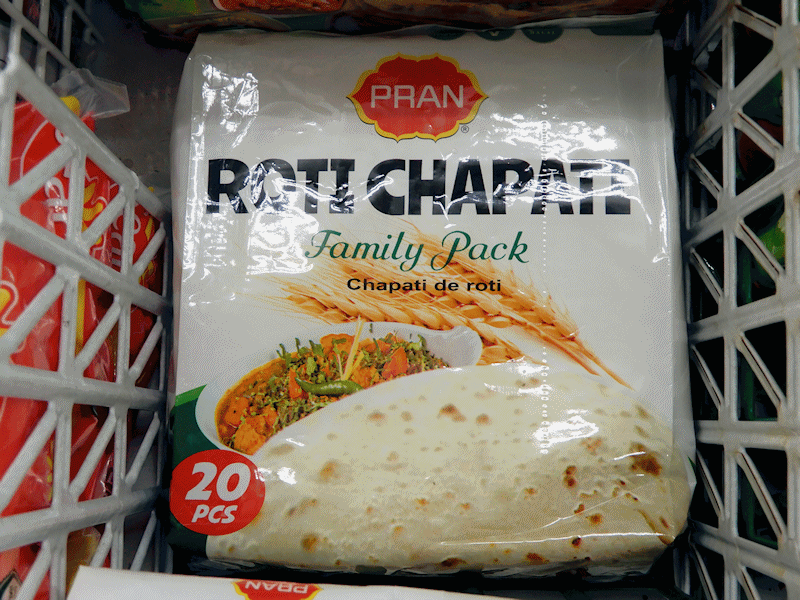 PRAN
ROTI CHAPATI
Family Pack
Chapati de roti
20
PCS
PRAN